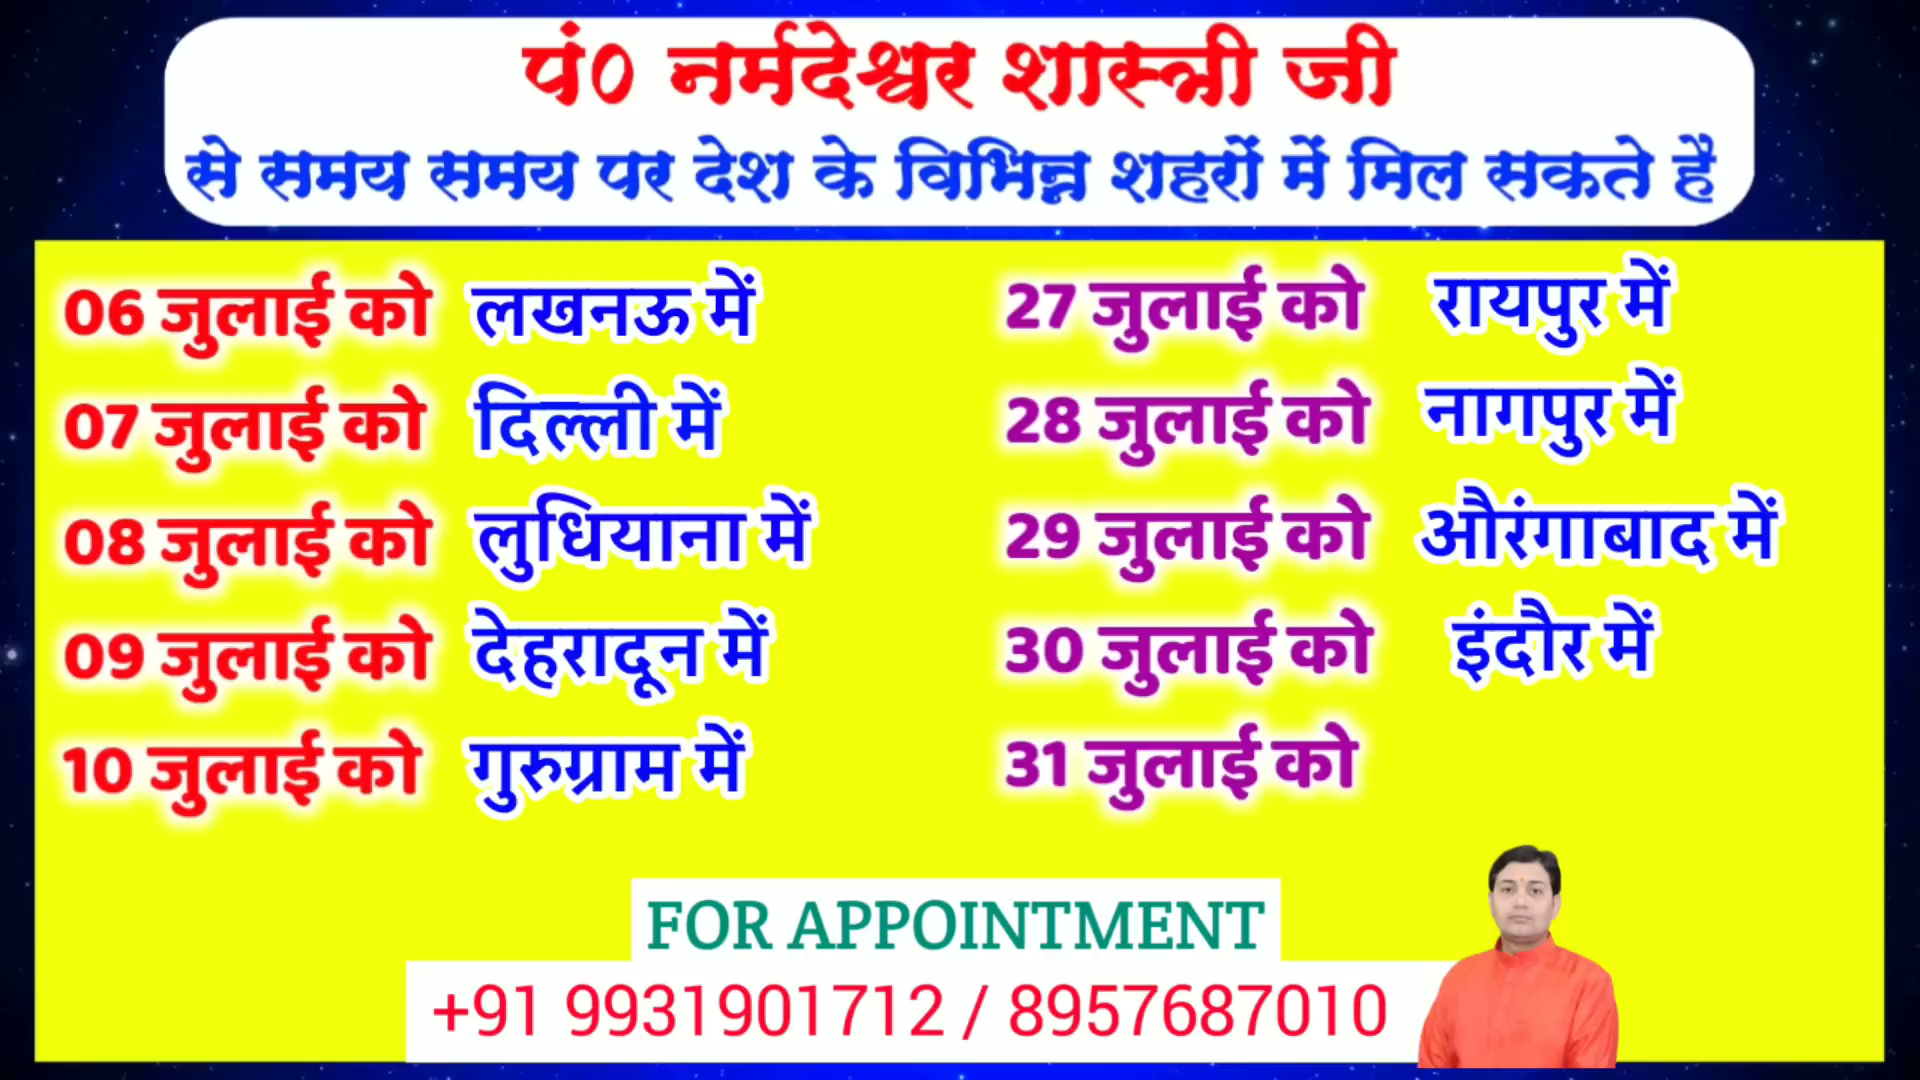 पं0 नर्मदेश्वर शास्त्री जी
से समय समय पर देश के विभिन्न शहरों में मिल सकते है
06 जुलाई को लखनऊ में
07 जुलाई को दिल्ली में
08 जुलाई को लुधियाना में
09 जुलाई को देहरादून में
10 जुलाई को गुरुग्राम में
27 जुलाई को रायपुर में
28 जुलाई को नागपुर में
29 जुलाई को औरंगाबाद में
30 जुलाई को इंदौर में
31 जुलाई को
FOR APPOINTMENT
+91 9931901712 / 8957687010